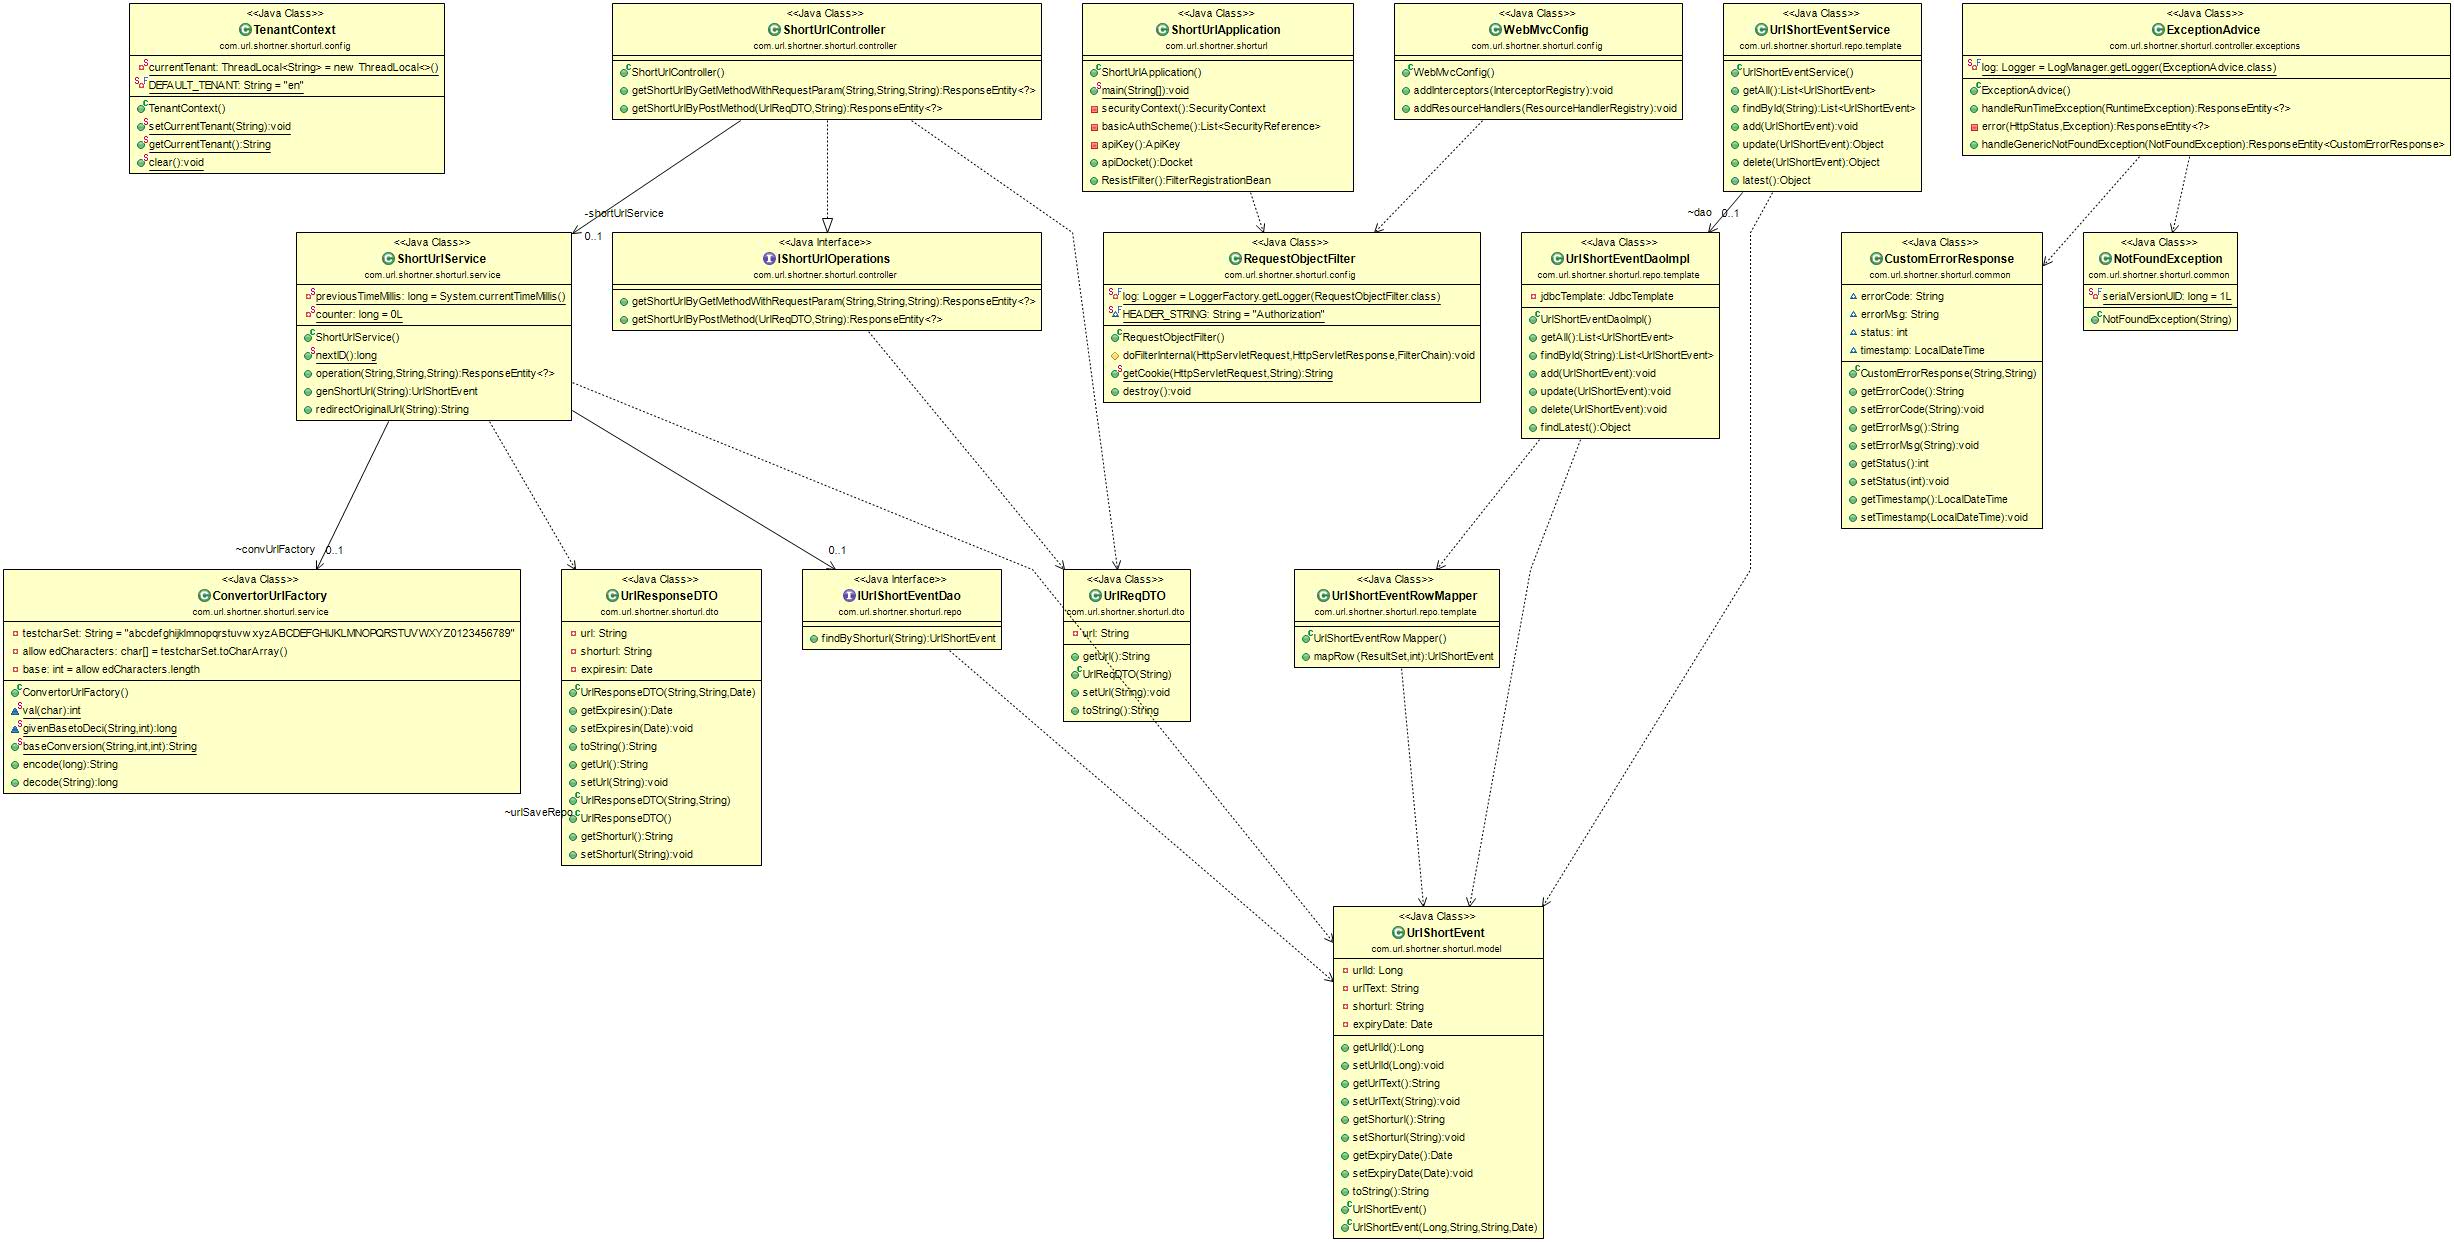 <<Java Class>>
TenantContext
com.url.shortner.shorturl.config
currentTenant: ThreadLocal<String> = new ThreadLocal<>()
DEFAULT_TENANT: String = "en"
TenantContext()
setCurrentTenant(String):void
getCurrentTenant():String
clear():void
<<Java Class>>
ShortUrlController
com.url.shortner.shorturl.controller
ShortUrlController()
getShortUrlByGetMethodWithRequestParam(String,String,String):ResponseEntity<?>
getShortUrlByPostMethod(UrlReqDTO,String):ResponseEntity<?>
<<Java Class>>
ShortUrlApplication
com.url.shortner.shorturl
ShortUrlApplication()
main(String[]):void
securityContext():SecurityContext
basicAuthScheme():List<SecurityReference>
apiKey():ApiKey
apiDocket():Docket
ResistFilter():FilterRegistrationBean
<<Java Class>>
WebMvcConfig
com.url.shortner.shorturl.config
WebMvcConfig()
addInterceptors(InterceptorRegistry):void
addResourceHandlers(ResourceHandlerRegistry):void
<<Java Class>>
UrlShortEventService
com.url.shortner.shorturl.repo.template
UrlShortEventService()
getAll():List<UrlShortEvent>
findById(String):List<UrlShortEvent>
add(UrlShortEvent):void
update(UrlShortEvent):Object
delete(UrlShortEvent):Object
latest():Object
<<Java Class>>
ExceptionAdvice
com.url.shortner.shorturl.controller.exceptions
log: Logger = LogManager.getLogger(ExceptionAdvice.class)
ExceptionAdvice()
handleRunTimeException(RuntimeException):ResponseEntity<?>
error(HttpStatus,Exception):ResponseEntity<?>
handleGenericNotFoundException(NotFoundException):ResponseEntity<CustomErrorResponse>
-shortUrlService
0..1
~dao
0..1
<<Java Class>>
ShortUrlService
com.url.shortner.shorturl.service
previousTimeMillis: long = System.currentTimeMillis()
counter: long = 0L
ShortUrlService()
nextID():long
operation(String,String,String):ResponseEntity<?>
genShortUrl(String):UrlShortEvent
redirectOriginalUrl(String):String
<<Java Interface>>
IShortUrlOperations
com.url.shortner.shorturl.controller
getShortUrlByGetMethodWithRequestParam(String,String,String):ResponseEntity<?>
getShortUrlByPostMethod(UrlReqDTO,String):ResponseEntity<?>
<<Java Class>>
RequestObjectFilter
com.url.shortner.shorturl.config
log: Logger = LoggerFactory.getLogger(RequestObjectFilter.class)
HEADER_STRING: String = "Authorization"
RequestObjectFilter()
doFilterInternal(HttpServletRequest,HttpServletResponse,FilterChain):void
getCookie(HttpServletRequest,String):String
destroy():void
<<Java Class>>
UrlShortEventDaoImpl
com.url.shortner.shorturl.repo.template
jdbcTemplate: JdbcTemplate
UrlShortEventDaoImpl()
getAll():List<UrlShortEvent>
findById(String):List<UrlShortEvent>
add(UrlShortEvent):void
update(UrlShortEvent):void
delete(UrlShortEvent):void
findLatest():Object
<<Java Class>>
CustomErrorResponse
com.url.shortner.shorturl.common
errorCode: String
errorMsg: String
status: int
timestamp: LocalDateTime
CustomErrorResponse(String,String)
getErrorCode():String
setErrorCode(String):void
getErrorMsg():String
setErrorMsg(String):void
getStatus():int
setStatus(int):void
getTimestamp():LocalDateTime
setTimestamp(LocalDateTime):void
<<Java Class>>
NotFoundException
com.url.shortner.shorturl.common
serialVersionUID: long = 1L
NotFoundException(String)
~convUrlFactory
0..1
0..1
<<Java Class>>
ConvertorUrlFactory
com.url.shortner.shorturl.service
testcharSet: String = "abcdefghijklmnopqrstuvwxyzABCDEFGHIJKLMNOPQRSTUVWXYZ0123456789"
allowedCharacters: char[] = testcharSet.toCharArray()
base: int = allowedCharacters.length
ConvertorUrlFactory()
val(char):int
givenBasetoDeci(String,int):long
baseConversion(String,int,int):String
encode(long):String
decode(String):long
~urlSaveRepo
<<Java Class>>
UrlResponseDTO
com.url.shortner.shorturl.dto
url: String
shorturl: String
expiresin: Date
UrlResponseDTO(String,String,Date)
getExpiresin():Date
setExpiresin(Date):void
toString():String
getUrl():String
setUrl(String):void
UrlResponseDTO(String,String)
UrlResponseDTO()
getShorturl():String
setShorturl(String):void
<<Java Interface>>
IUrlShortEventDao
com.url.shortner.shorturl.repo
findByShorturl(String):UrlShortEvent
<<Java Class>>
UrlReqDTO
com.url.shortner.shorturl.dto
url: String
getUrl():String
UrlReqDTO(String)
setUrl(String):void
toString():String
<<Java Class>>
UrlShortEventRowMapper
com.url.shortner.shorturl.repo.template
UrlShortEventRowMapper()
mapRow(ResultSet,int):UrlShortEvent
<<Java Class>>
UrlShortEvent
com.url.shortner.shorturl.model
urlId: Long
urlText: String
shorturl: String
expiryDate: Date
getUrlId():Long
setUrlId(Long):void
getUrlText():String
setUrlText(String):void
getShorturl():String
setShorturl(String):void
getExpiryDate():Date
setExpiryDate(Date):void
toString():String
UrlShortEvent()
UrlShortEvent(Long,String,String,Date)